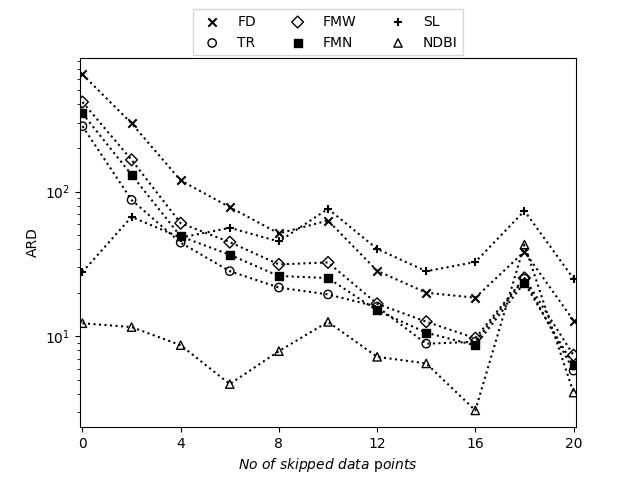 FD FMW SL
TR FMN NDBI
10²
10¹
ARD
0 4 8 12 16 20
No of skipped data points